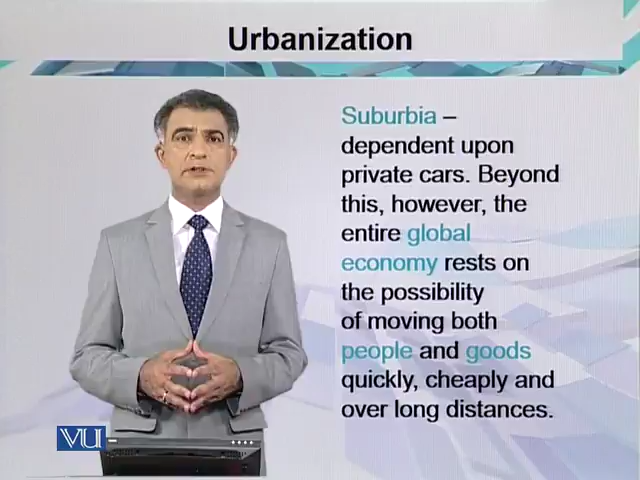 Urbanization
Suburbia –
dependent upon
private cars. Beyond
this, however, the
entire global
economy rests on
the possibility
of moving both
people and goods
quickly, cheaply and
over long distances.
VU